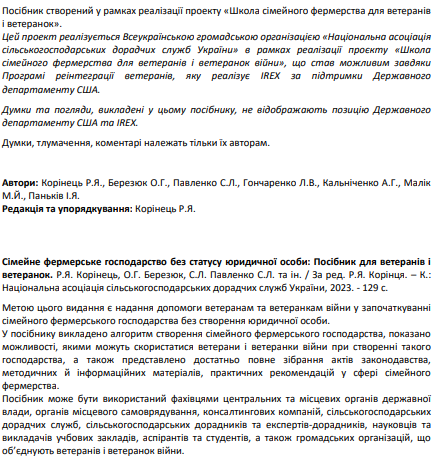 Посібник створений у рамках реалізації проекту «Школа сімейного фермерства для ветеранів
і ветеранок».
Цей проект реалізується Всеукраїнською громадською організацією «Національна асоціація
сільськогосподарських дорадчих служб України» в рамках реалізації проєкту «Школа
сімейного фермерства для ветеранів і ветеранок війни», що став можливим завдяки
Програмі реінтеграції ветеранів, яку реалізує IREX за підтримки Державного
департаменту США.
Думки та погляди, викладені у цьому посібнику, не відображають позицію Державного
департаменту США та IREX.
Думки, тлумачення, коментарі належать тільки їх авторам.
Автори: Корінець Р.Я., Березюк О.Г., Павленко С.Л., Гончаренко Л.В., Кальніченко А.Г., Малік
М.Й., Паньків І.Я.
Редакція та упорядкування: Корінець Р.Я.
Сімейне фермерське господарство без статусу юридичної особи: Посібник для ветеранів і
ветеранок. Р.Я. Корінець, О.Г. Березюк, С.Л. Павленко С.Л. та ін. / За ред. Р.Я. Корінця. – К.:
Національна асоціація сільськогосподарських дорадчих служб України, 2023. - 129 с.
Метою цього видання є надання допомоги ветеранам та ветеранкам війни у започаткуванні
сімейного фермерського господарства без створення юридичної особи.
У посібнику викладено алгоритм створення сімейного фермерського господарства, показано
можливості, якими можуть скористатися ветерани і ветеранки війни при створенні такого
господарства, а також представлено достатньо повне зібрання актів законодавства,
методичних й інформаційних матеріалів, практичних рекомендацій у сфері сімейного
фермерства.
Посібник може бути використаний фахівцями центральних та місцевих органів державної
влади, органів місцевого самоврядування, консалтингових компаній, сільськогосподарських
дорадчих служб, сільськогосподарських дорадників та експертів-дорадників, науковців та
викладачів учбових закладів, аспірантів та студентів, а також громадських організацій, що
об’єднують ветеранів і ветеранок війни.